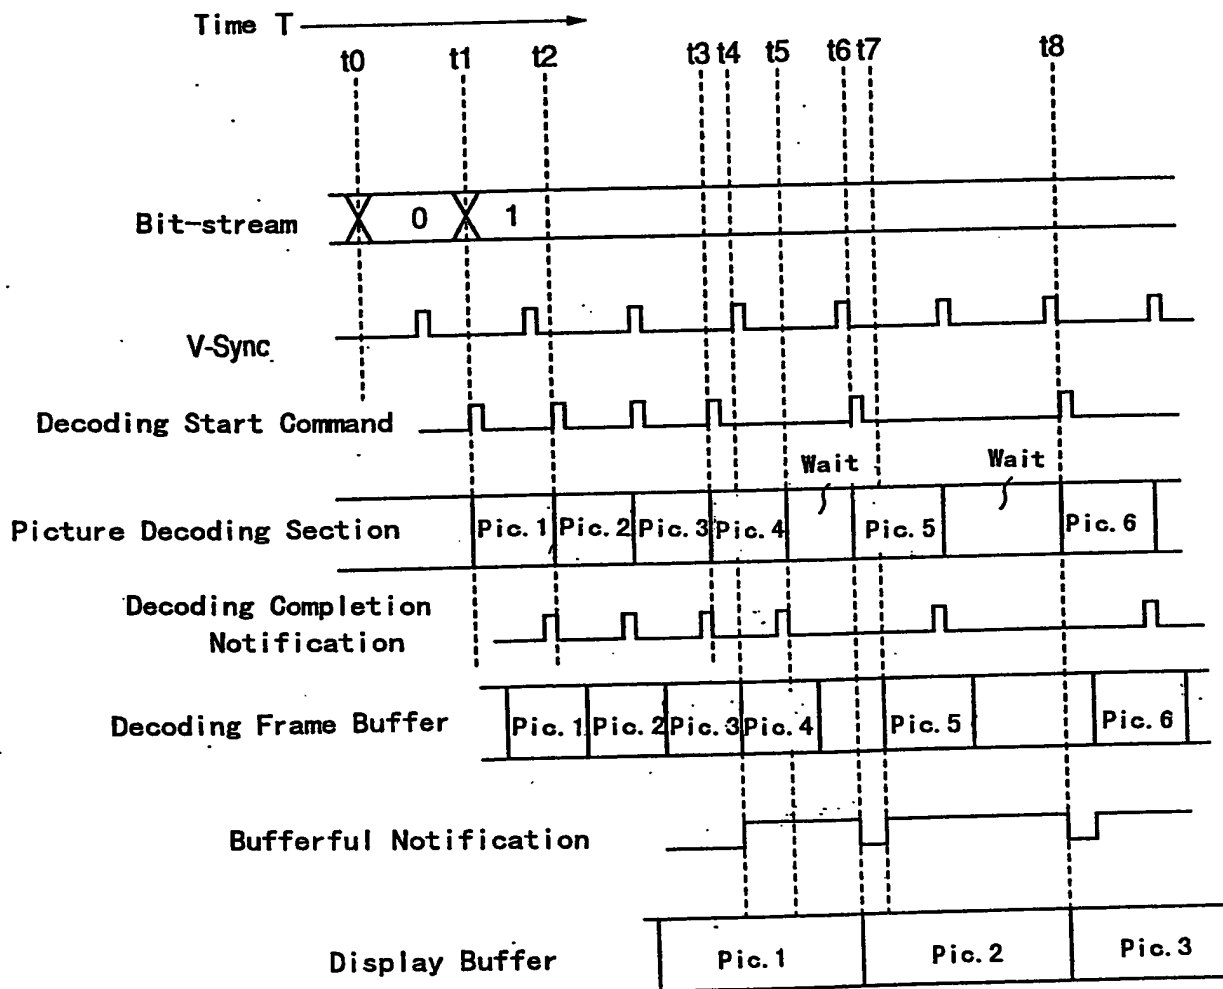 Time T
t0 t1 t2 t3 t4 t5 t6 t7 t8
Bit-stream 0 1
V-Sync
Decoding Start Command
Wait Wait
Picture Decoding Section Pic. 1 Pic. 2 Pic. 3 Pic. 4 Pic. 5 Pic. 6
Decoding Completion
Notification
Decoding Frame Buffer Pic. 1 Pic. 2 Pic. 3 Pic. 4 Pic. 5 Pic. 6
Bufferful Notification
Display Buffer Pic. 1 Pic. 2 Pic. 3